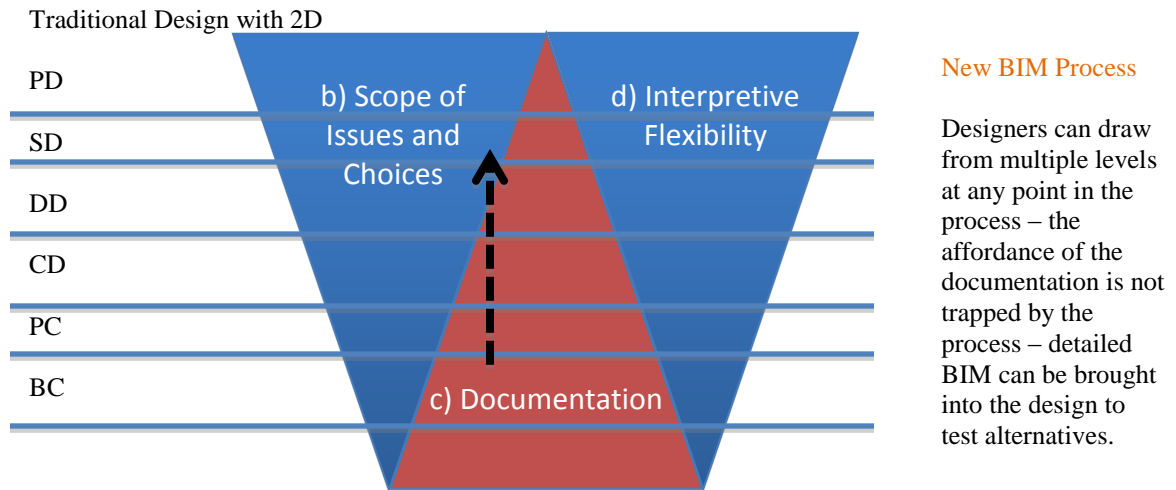 Traditional Design with 2D
PD
SD
DD
CD
PC
BC
b) Scope of
Issues and
Choices
d) Interpretive
Flexibility
c) Documentation
New BIM Process
Designers can draw
from multiple levels
at any point in the
process – the
affordance of the
documentation is not
trapped by the
process – detailed
BIM can be brought
into the design to
test alternatives.